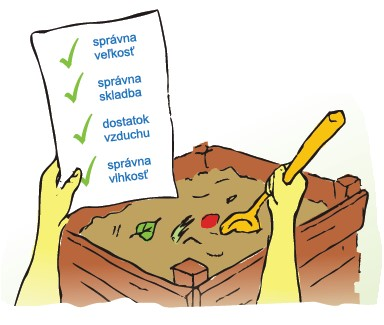 správna
veľkosť
správna
skladba
dostatok
vzduchu
správna
vlhkosť